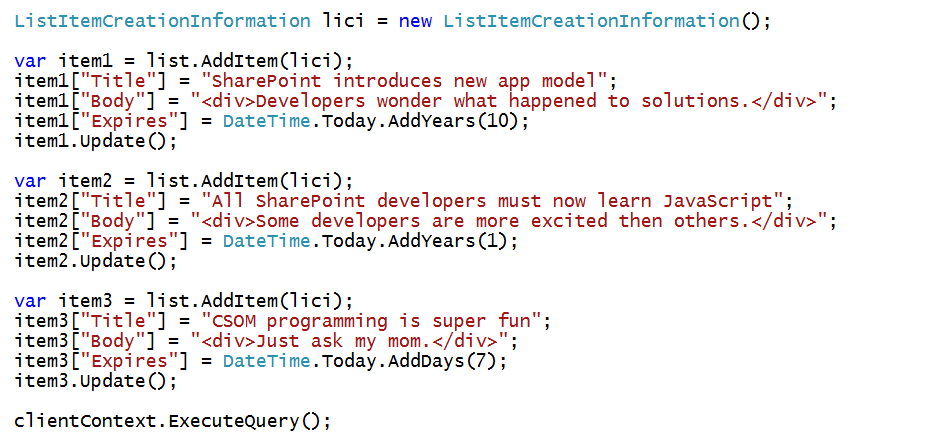 ListItemCreationInformation lici = new ListItemCreationInformation();
var item1 = list.AddItem(lici);
item1["Title"] = "SharePoint introduces new app model";
item1["Body"] = "<div>Developers wonder what happened to solutions.</div>";
item1["Expires"] = DateTime.Today.AddYears(10);
item1.Update();
var item2 = list.AddItem(lici);
item2["Title"] = "All SharePoint developers must now learn JavaScript";
item2["Body"] = "<div>Some developers are more excited then others.</div>";
item2["Expires"] = DateTime.Today.AddYears(1);
item2.Update();
var item3 = list.AddItem(lici);
item3["Title"] = "CSOM programming is super fun";
item3["Body"] = "<div>Just ask my mom.</div>";
item3["Expires"] = DateTime.Today.AddDays(7);
item3.Update();
clientContext.ExecuteQuery();